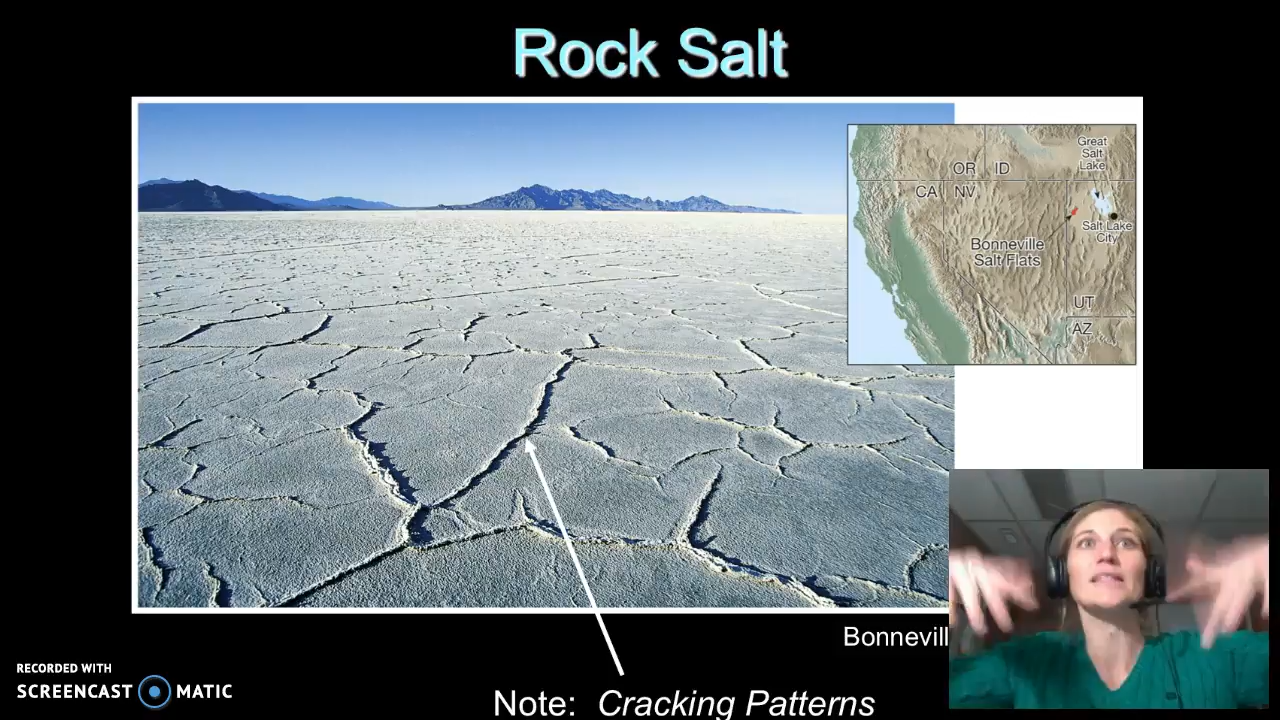 Rock Salt
Great
Salt
Lake
OR ID
CA NV
Salt Lake
City
Bonneville
Salt Flats
UT
AZ
Bonnevill
RECORDED WITH
SCREENCAST MATIC
Note: Cracking Patterns